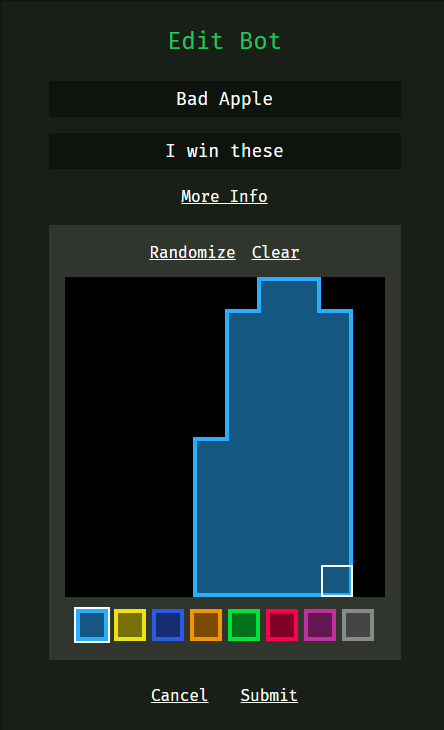 Edit Bot
Bad Apple
I win these
More Info
Randomize Clear
Cancel Submit